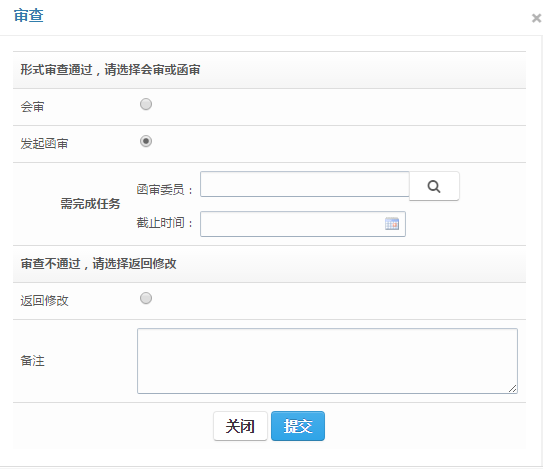 审查
形式审查通过，请选择会审或函审
会审
发起函审
需完成任务
函审委员：
截止时间：
审查不通过，请选择返回修改
返回修改
备注
关闭 提交